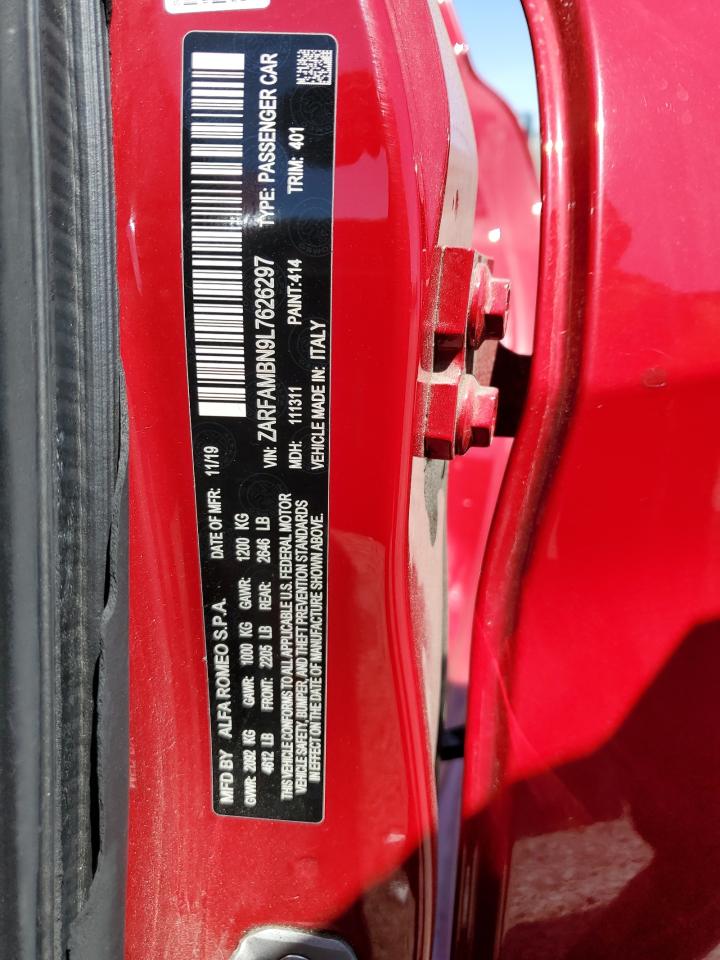 MFD BY ALFA ROMEO S.P.A. DATE OF MFR: 11/19
GWWR: 2092 KG GAWR: 1000 KG GAWR: 1200 KG
4612 LB FRONT: 2205 LB REAR: 2646 LB
THIS VEHICLE CONFORMS TO ALL APPLICABLE U.S. FEDERAL MOTOR
VEHICLE SAFETY, BUMPER, AND THEFT PREVENTION STANDARDS
IN EFFECT ON THE DATE OF MANUFACTURE SHOWN ABOVE.
VIN: ZARFAMBN9L7626297 TYPE: PASSENGER CAR
MDH: 111311 PAINT: 414 TRIM: 401
VEHICLE MADE IN: ITALY